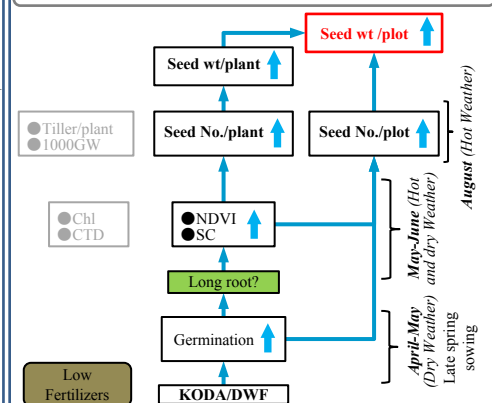 Seed wt /plot
Seed wt/plant
●Tiller/plant
●1000GW
Seed No./plant
Seed No./plot
August (Hot Weather)
●Chl
●CTD
●NDVI
●SC
May-June (Hot
and dry Weather)
Long root?
Germination
April-May
(Dry Weather)
Late spring
sowing
Low
Fertilizers
KODA/DWF